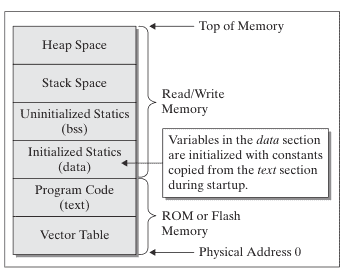 Top of Memory
Heap Space
Stack Space
Read/Write
Memory
Uninitialized Statics
(bss)
Initialized Statics
(data)
Variables in the data section
are initialized with constants
copied from the text section
during startup.
Program Code
(text)
ROM or Flash
Memory
Vector Table
Physical Address 0